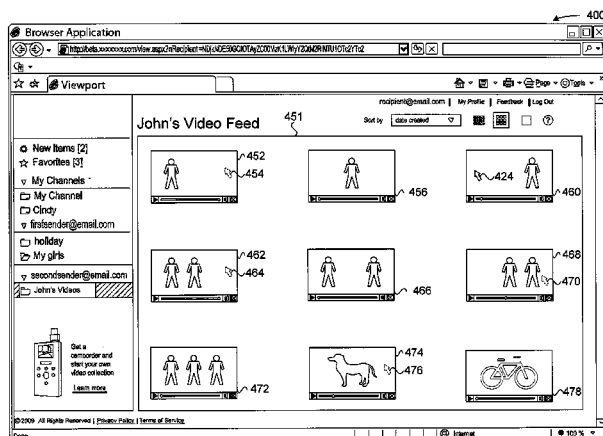 400
Browser Application
Viewport
Page
Tools
recipient@email.com | My Profile | Feedback | Log Out
John's Video Feed
451
Sort by
date created
New Items [2]
Favorites [3]
My Channels
My Channel
Cindy
firstsender@email.com
holiday
My girls
secondsender@email.com
John's Videos
452
454
456
424
460
462
464
466
468
470
472
474
476
478
Get a
camcorder and
start your own
video collection
Learn more
©2009 All Rights Reserved | Privacy Policy | Terms of Service
Done
Internet
100 %